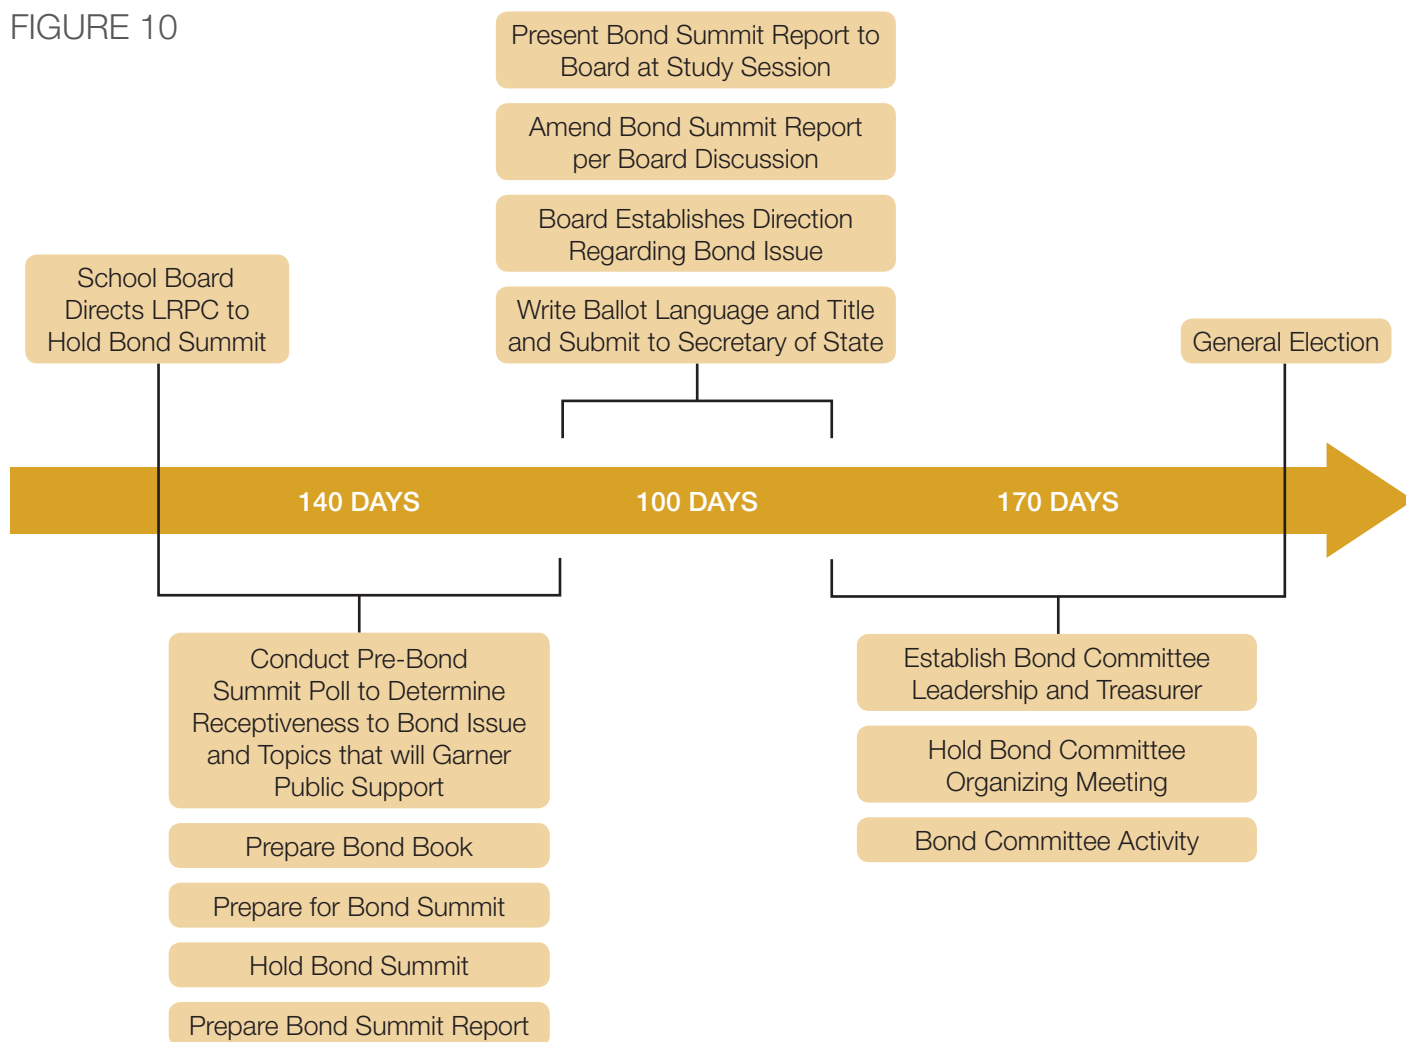 FIGURE 10
Present Bond Summit Report to
Board at Study Session
Amend Bond Summit Report
per Board Discussion
Board Establishes Direction
Regarding Bond Issue
Write Ballot Language and Title
and Submit to Secretary of State
School Board
Directs LRPC to
Hold Bond Summit
General Election
140 DAYS
100 DAYS
170 DAYS
Conduct Pre-Bond
Summit Poll to Determine
Receptiveness to Bond Issue
and Topics that will Garner
Public Support
Prepare Bond Book
Prepare for Bond Summit
Hold Bond Summit
Prepare Bond Summit Report
Establish Bond Committee
Leadership and Treasurer
Hold Bond Committee
Organizing Meeting
Bond Committee Activity